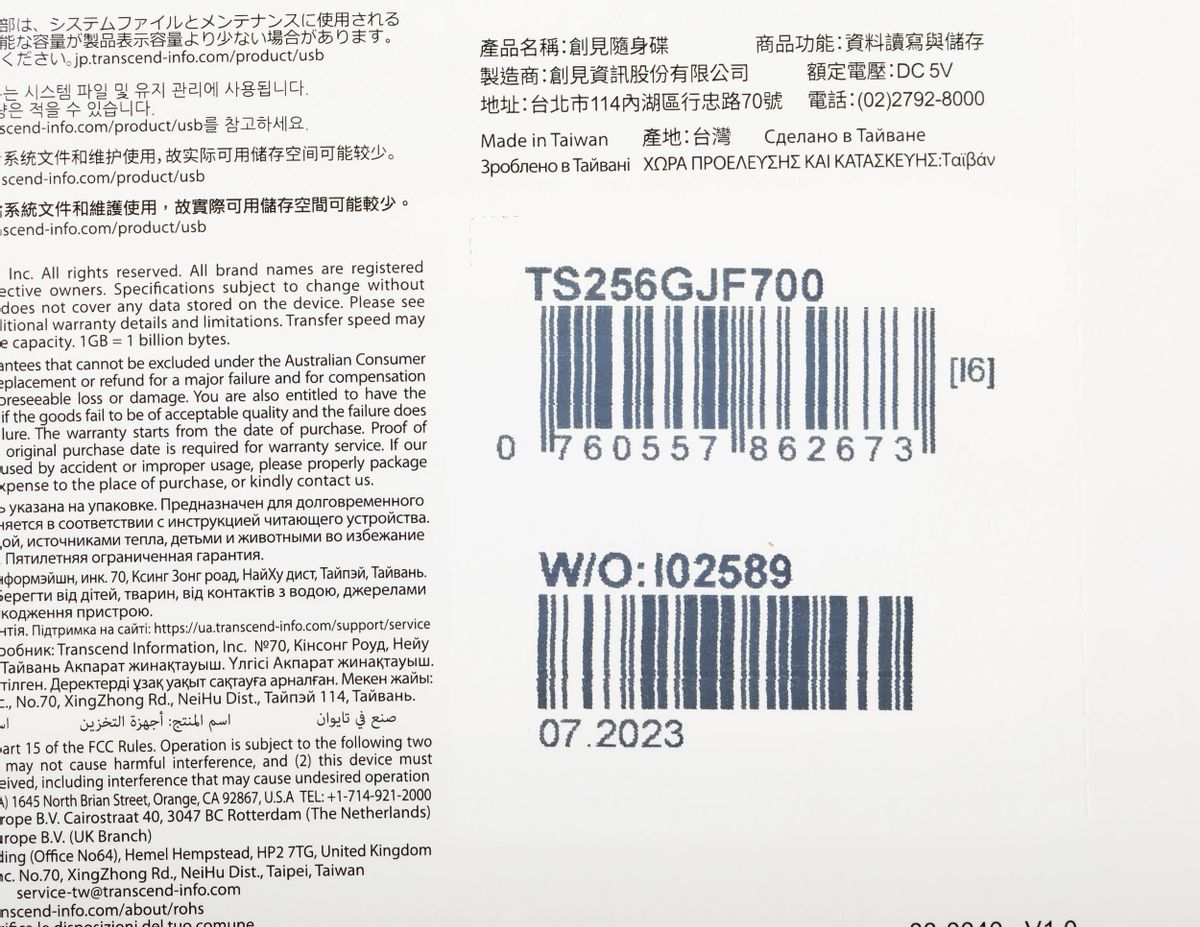 部は、システムファイルとメンテナンスに使用される
能な容量が製品表示容量より少ない場合があります。
ください。jp.transcend-info.com/product/usb
는 시스템 파일 및 유지 관리에 사용됩니다.
량은 적을 수 있습니다.
scend-info.com/product/usb를 참고하세요.
系統文件和维护使用,故实际可用储存空间可能较少。
scend-info.com/product/usb
系統文件和維護使用，故實際可用儲存空間可能較少。
scend-info.com/product/usb
Inc. All rights reserved. All brand names are registered
ective owners. Specifications subject to change without
does not cover any data stored on the device. Please see
ditional warranty details and limitations. Transfer speed may
e capacity. 1GB = 1 billion bytes.
antees that cannot be excluded under the Australian Consumer
eplacement or refund for a major failure and for compensation
oreseeable loss or damage. You are also entitled to have the
if the goods fail to be of acceptable quality and the failure does
lure. The warranty starts from the date of purchase. Proof of
original purchase date is required for warranty service. If our
used by accident or improper usage, please properly package
xpense to the place of purchase, or kindly contact us.
ь указана на упаковке. Предназначен для долговременного
няется в соответствии с инструкцией читающего устройства.
дой, источниками тепла, детьми и животными во избежание
Пятилетняя ограниченная гарантия.
нформэйшн, инк. 70, Ксинг Зонг роад, НайХу дист, Тайпэй, Тайвань.
Берегти від дітей, тварин, від контактів з водою, джерелами
кодження пристрою.
нтія. Підтримка на сайті: https://ua.transcend-info.com/support/service
робник: Transcend Information, Inc. №70, Кінсонг Роуд, Нейу
Тайвань Ақпарат жинақтауыш. Үлгісі Ақпарат жинақтауыш.
тілген. Деректерді ұзақ уақыт сақтауға арналған. Мекен жайы:
c., No.70, XingZhong Rd., NeiHu Dist., Тайпэй 114, Тайвань.
صنع في تايوان اسم المنتج: أجهزة التخزين اس
art 15 of the FCC Rules. Operation is subject to the following two
may not cause harmful interference, and (2) this device must
eived, including interference that may cause undesired operation
A) 1645 North Brian Street, Orange, CA 92867, U.S.A TEL: +1-714-921-2000
rope B.V. Cairostraat 40, 3047 BC Rotterdam (The Netherlands)
urope B.V. (UK Branch)
ding (Office No64), Hemel Hempstead, HP2 7TG, United Kingdom
nc. No.70, XingZhong Rd., NeiHu Dist., Taipei, Taiwan
service-tw@transcend-info.com
nscend-info.com/about/rohs
rifica le disposizioni del tuo comune
產品名稱:創見隨身碟 商品功能:資料讀寫與儲存
製造商:創見資訊股份有限公司 額定電壓:DC 5V
地址:台北市114內湖區行忠路70號 電話:(02)2792-8000
Made in Taiwan 產地:台灣 Сделано в Тайване
Зроблено в Тайвані ΧΩΡΑ ΠΡΟΕΛΕΥΣΗΣ ΚΑΙ ΚΑΤΑΣΚΕΥΗΣ:Ταϊβάν
TS256GJF700
[I6]
0 760557 862673
W/O:I02589
07.2023